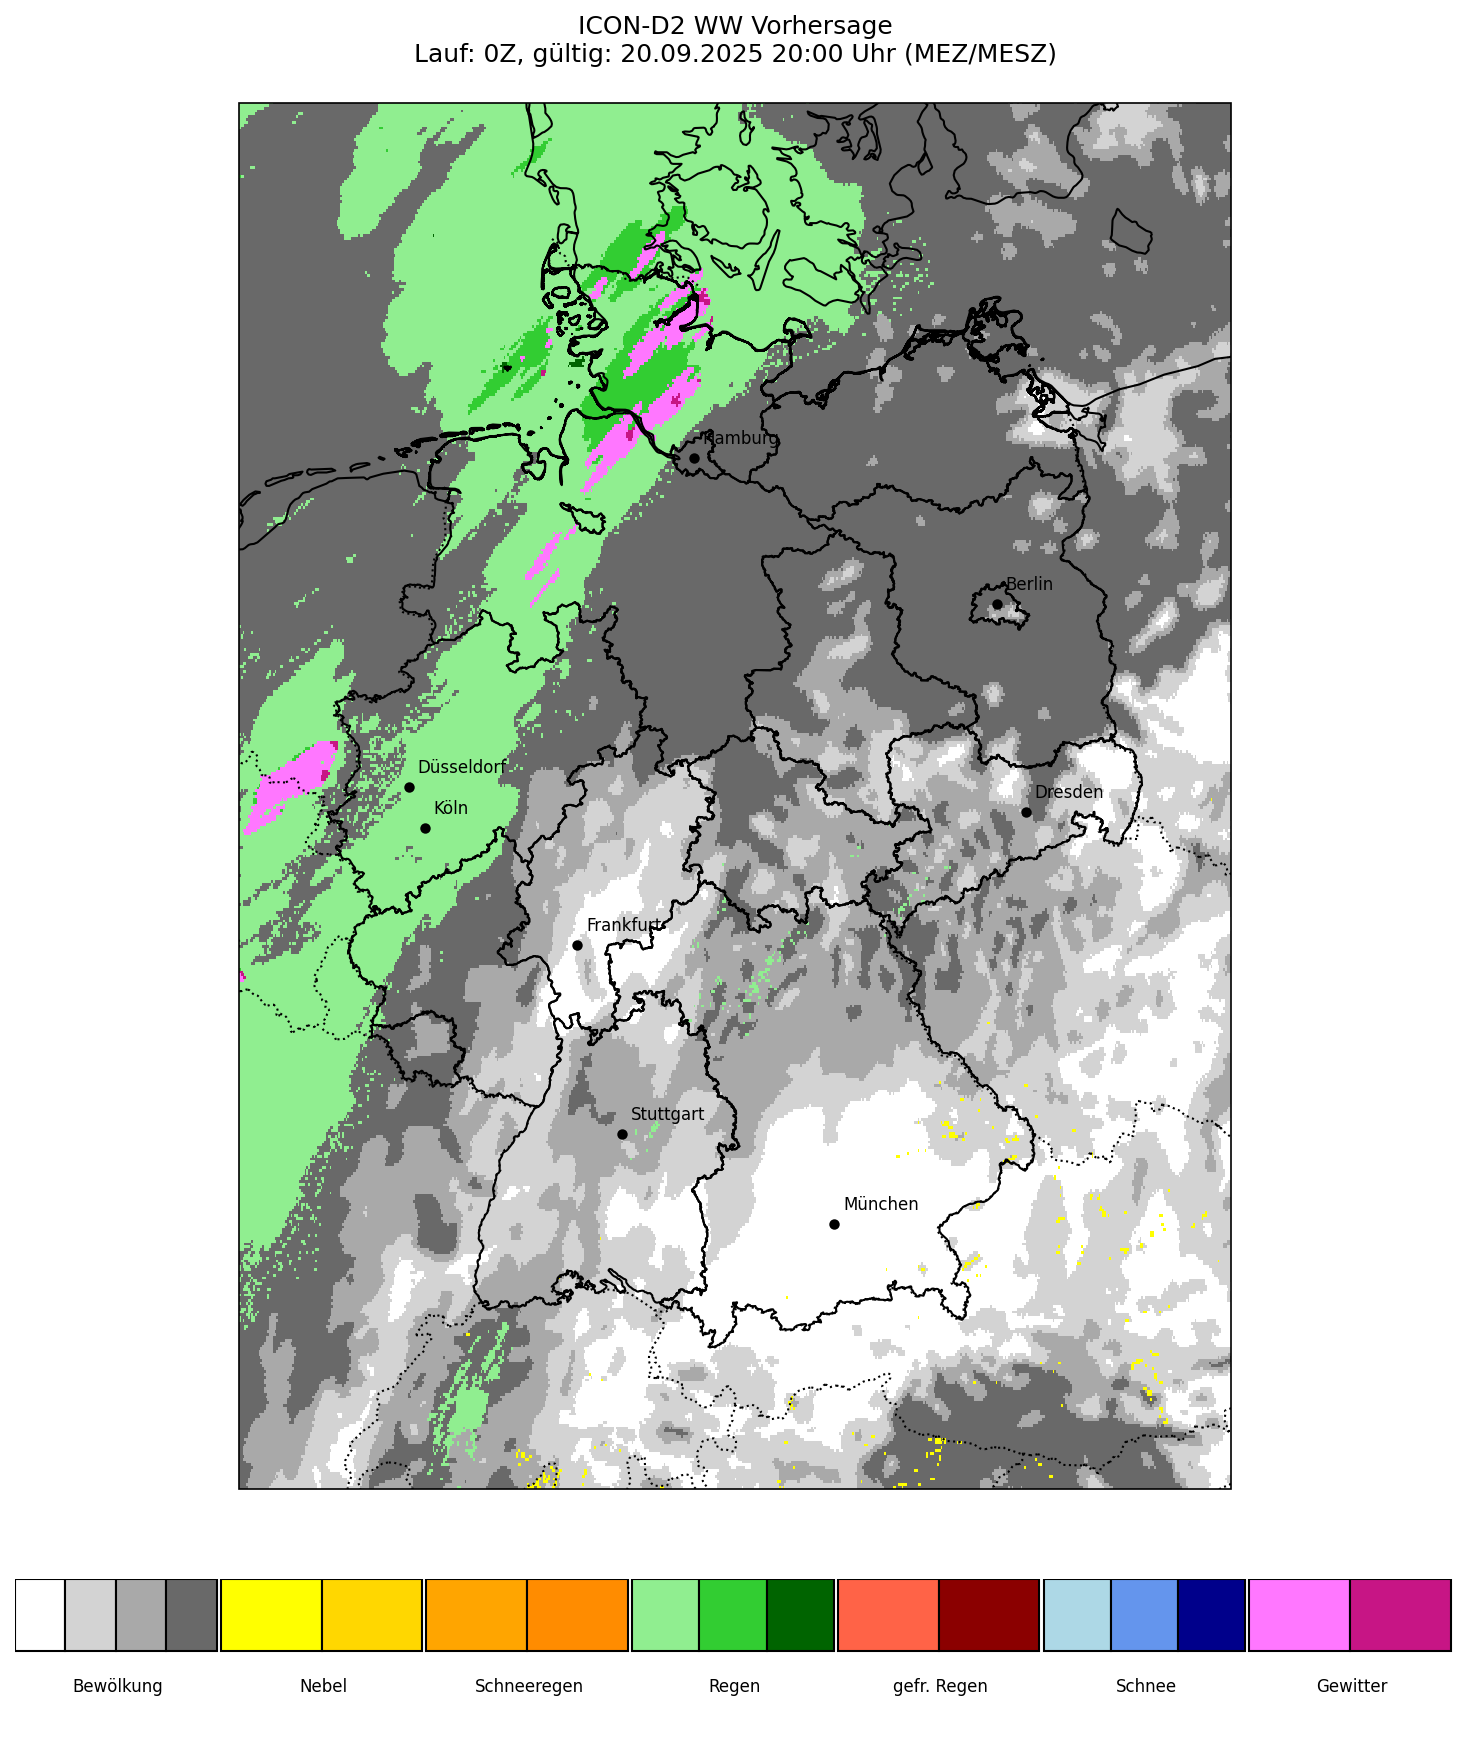 ICON-D2 WW Vorhersage
Lauf: 0Z, gültig: 20.09.2025 20:00 Uhr (MEZ/MESZ)
Hamburg
Berlin
Düsseldorf
Dresden
Köln
Frankfurt
Stuttgart
München
Bewölkung
Nebel
Schneeregen
Regen
gefr. Regen
Schnee
Gewitter